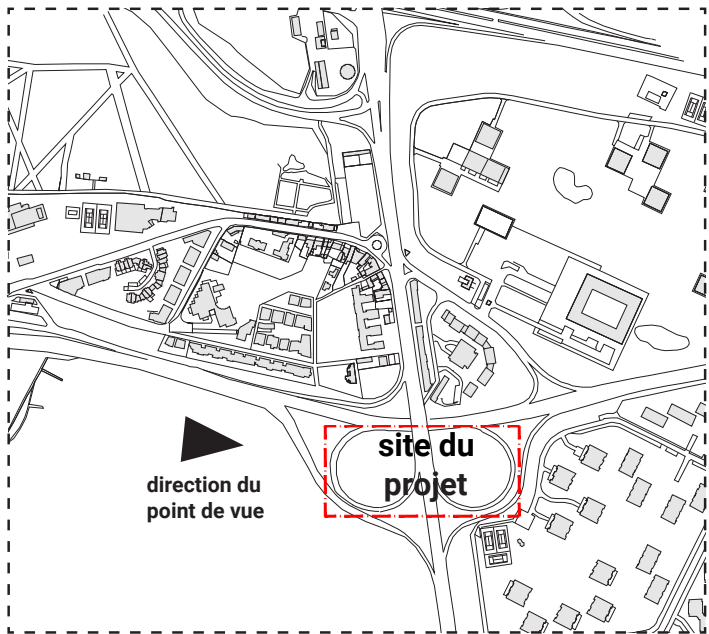 site du
projet
direction du
point de vue